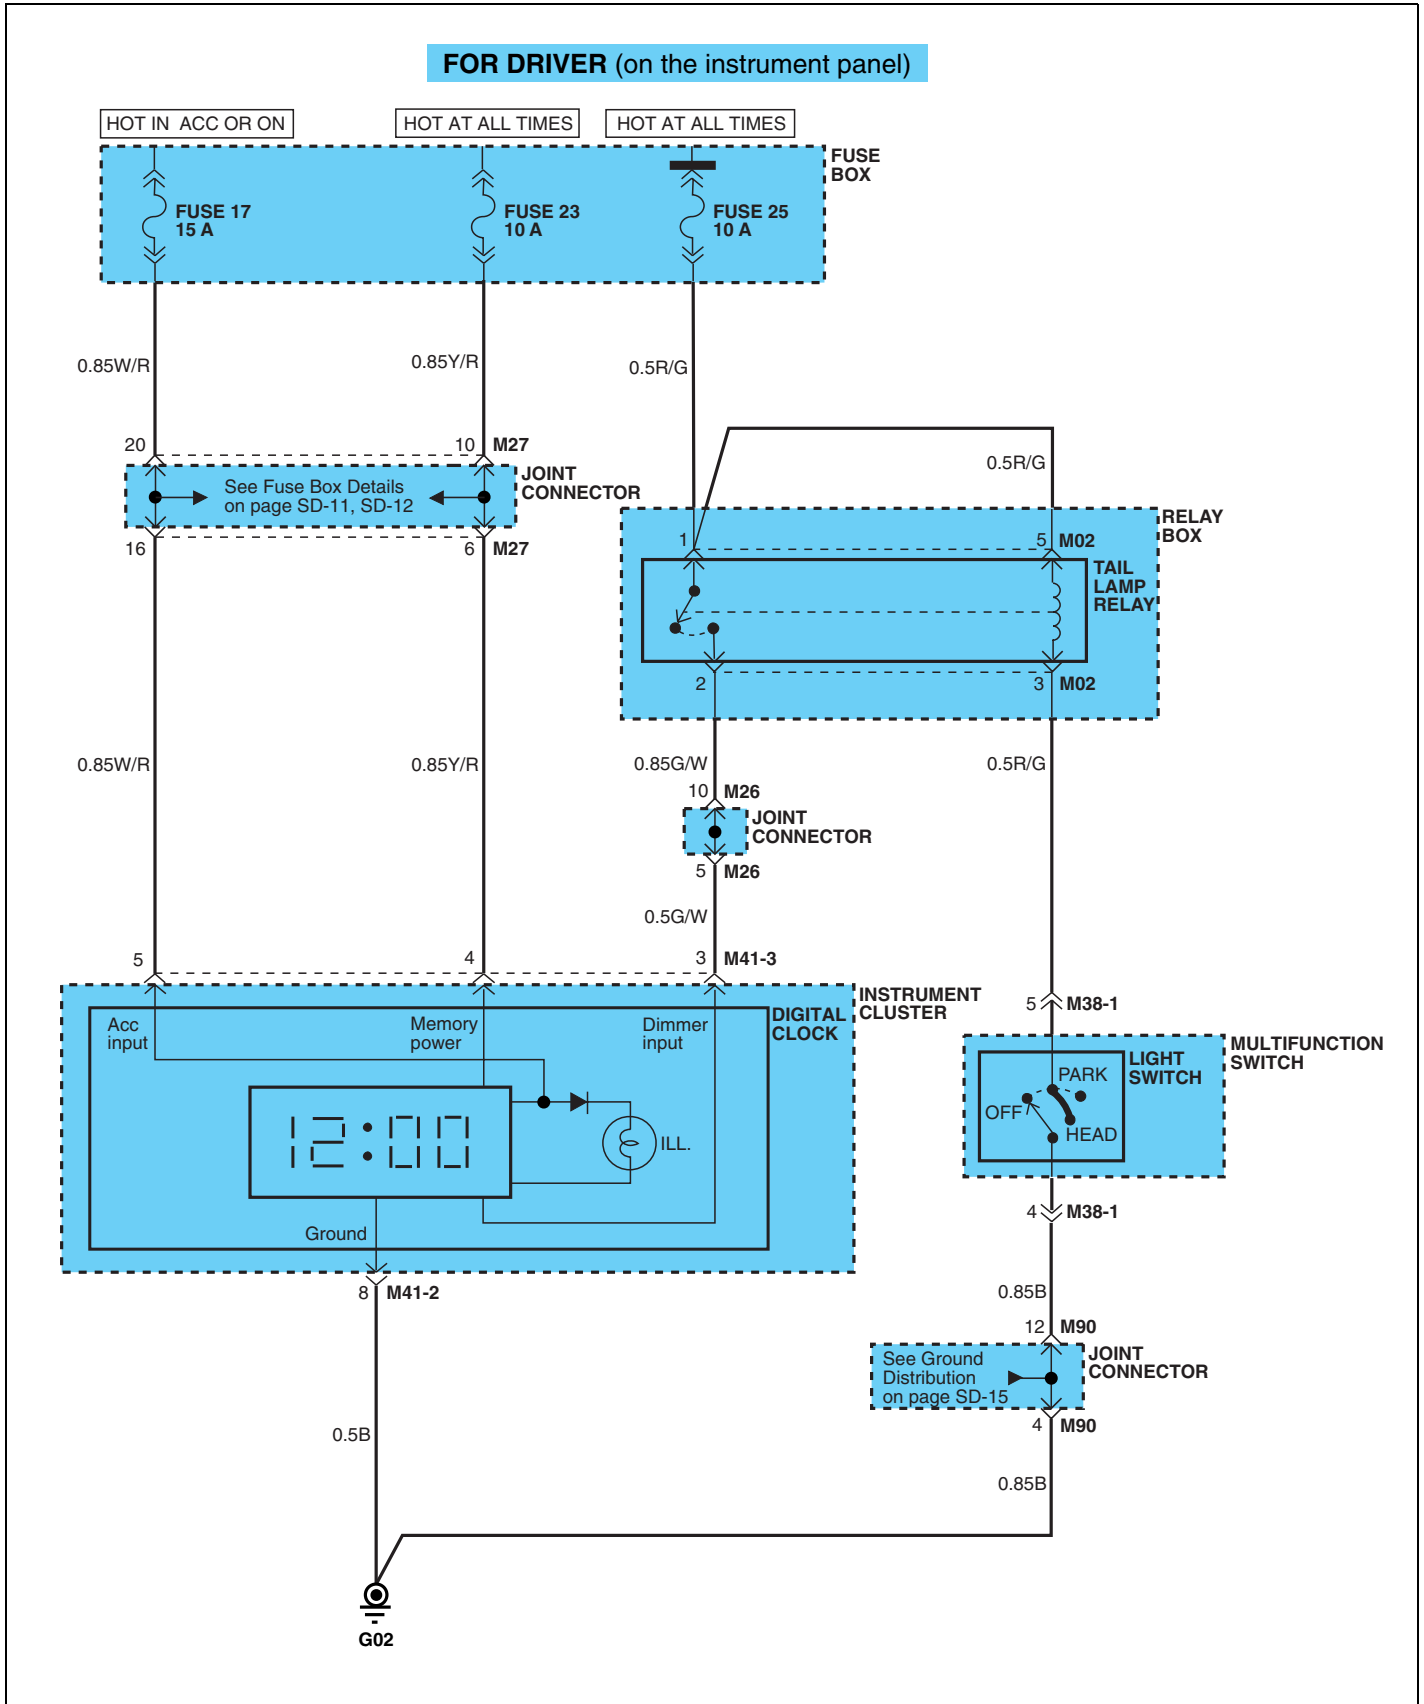 FOR DRIVER (on the instrument panel)
HOT IN ACC OR ON
HOT AT ALL TIMES
HOT AT ALL TIMES
FUSE
BOX
FUSE 17
15 A
FUSE 23
10 A
FUSE 25
10 A
0.85W/R
0.85Y/R
0.5R/G
20
10 M27
JOINT
CONNECTOR
See Fuse Box Details
on page SD-11, SD-12
16
6 M27
0.5R/G
RELAY
BOX
1
5 M02
TAIL
LAMP
RELAY
2
3 M02
0.85W/R
0.85Y/R
0.85G/W
0.5R/G
10 M26
JOINT
CONNECTOR
5 M26
0.5G/W
5
4
3 M41-3
INSTRUMENT
CLUSTER
DIGITAL
CLOCK
Acc
input
Memory
power
Dimmer
input
12:00
ILL.
Ground
8 M41-2
5 M38-1
MULTIFUNCTION
SWITCH
LIGHT
SWITCH
PARK
OFF
HEAD
4 M38-1
0.85B
12 M90
JOINT
CONNECTOR
See Ground
Distribution
on page SD-15
4 M90
0.5B
0.85B
G02